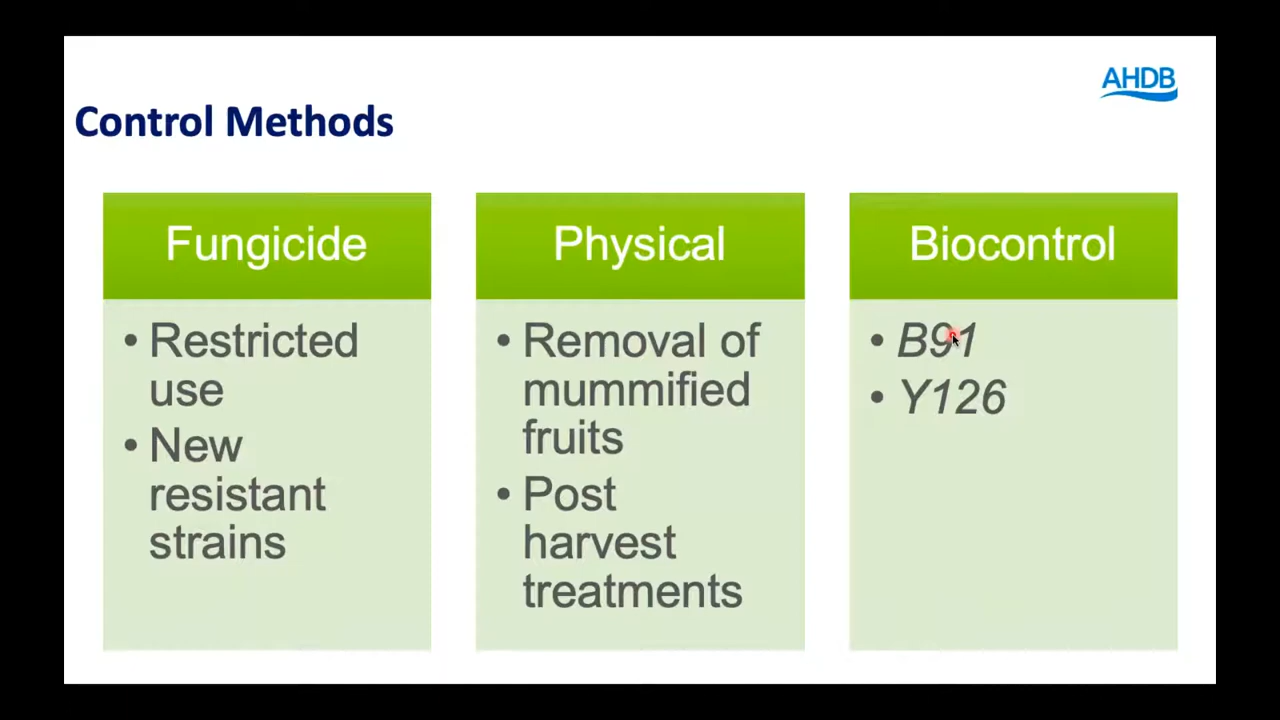 AHDB
Control Methods
Fungicide
• Restricted
use
• New
resistant
strains
Physical
• Removal of
mummified
fruits
• Post
harvest
treatments
Biocontrol
• B91
• Y126